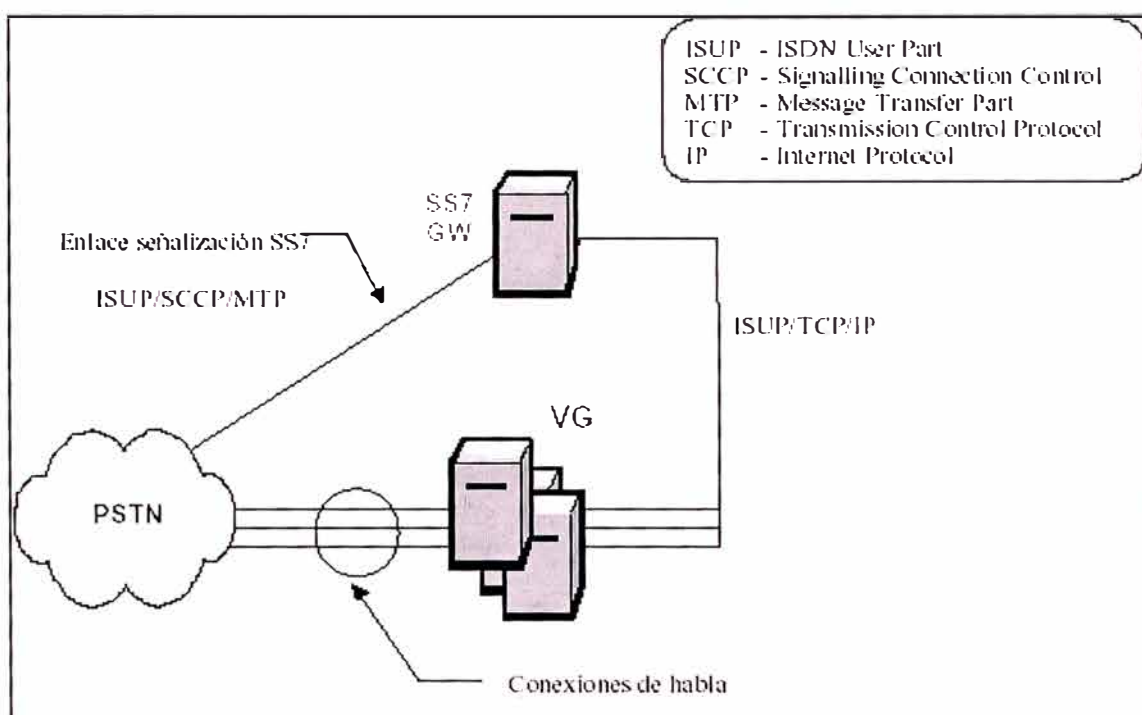 ISUP - ISDN User Part
SCCP - Signalling Connection Control
MTP - Message Transfer Part
TCP - Transmission Control Protocol
IP - Internet Protocol
SS7
GW
Enlace señalización SS7
ISUP/SCCP/MTP
ISUP/TCP/IP
VG
PSTN
Conexiones de habla